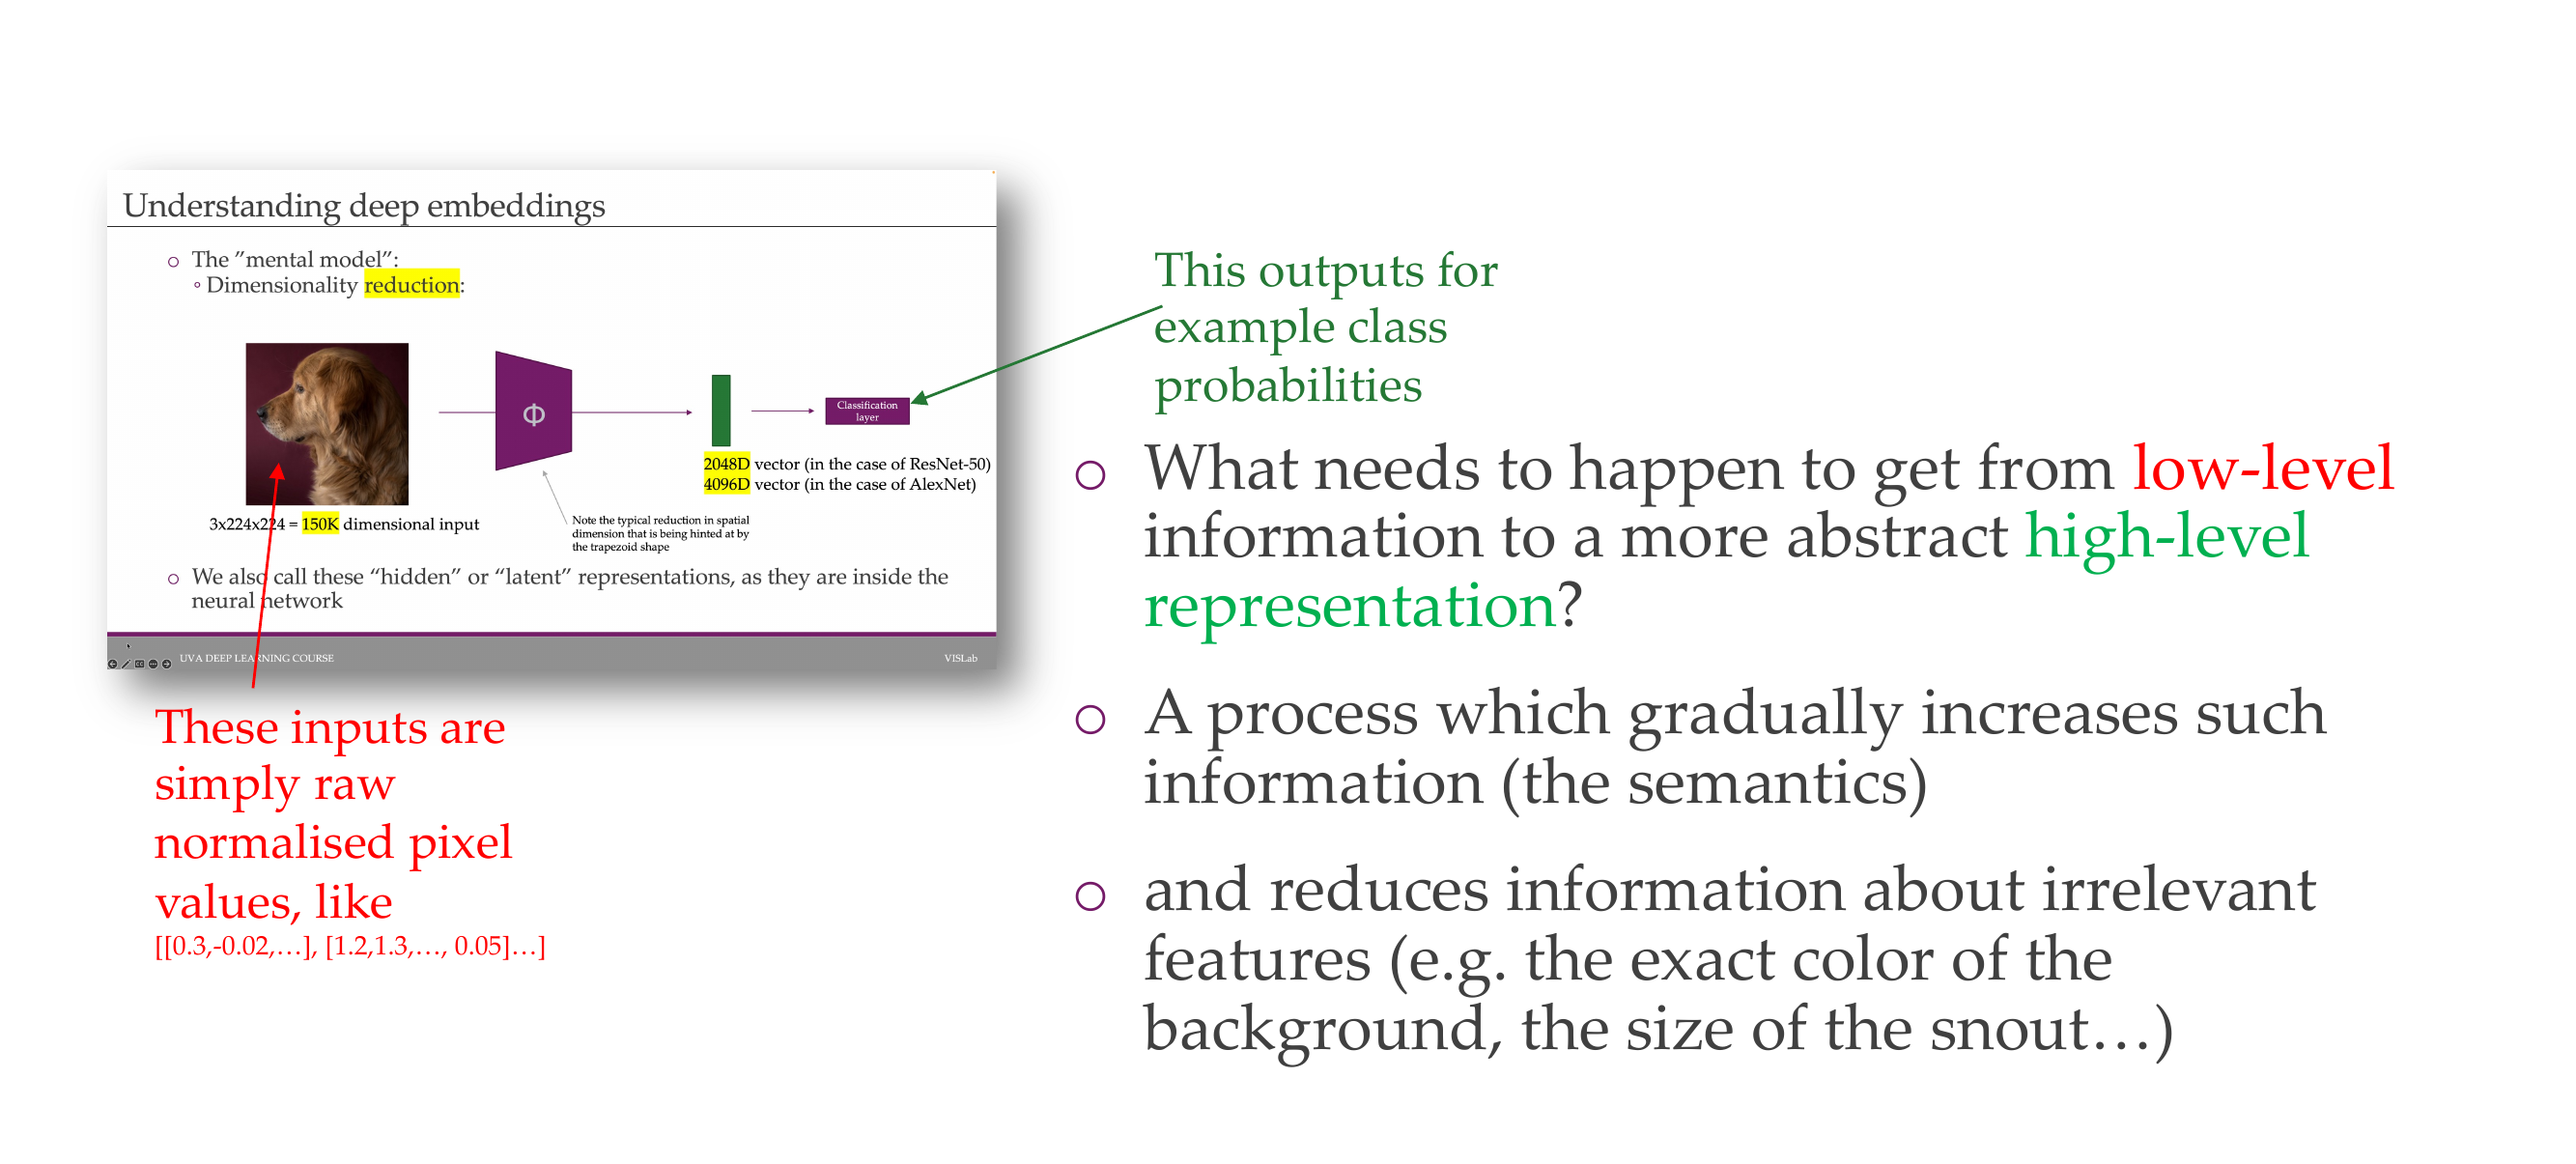 Understanding deep embeddings
○ The ”mental model”:
◦ Dimensionality reduction:
Φ
Classification
layer
2048D vector (in the case of ResNet-50)
4096D vector (in the case of AlexNet)
3x224x224 = 150K dimensional input
Note the typical reduction in spatial
dimension that is being hinted at by
the trapezoid shape
○ We also call these “hidden” or “latent” representations, as they are inside the
neural network
UVA DEEP LEARNING COURSE
VISLab
These inputs are
simply raw
normalised pixel
values, like
[[0.3,-0.02,…], [1.2,1.3,…, 0.05]…]
This outputs for
example class
probabilities
○ What needs to happen to get from low-level
information to a more abstract high-level
representation?
○ A process which gradually increases such
information (the semantics)
○ and reduces information about irrelevant
features (e.g. the exact color of the
background, the size of the snout…)